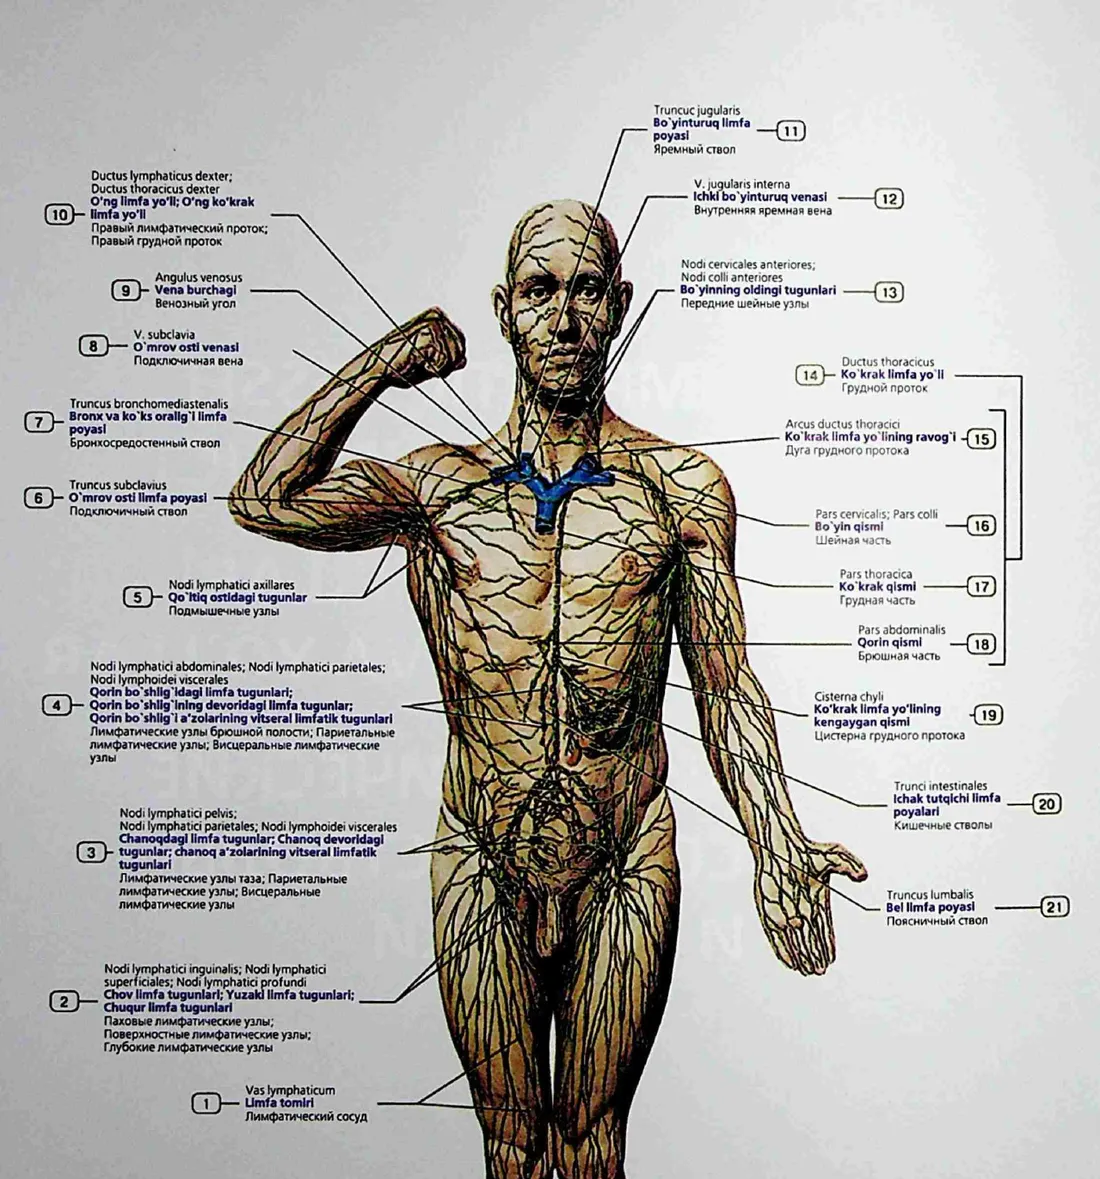 Truncuc jugularis
Bo`yinturuq limfa
poyasi
Яремный ствол
11
V. jugularis interna
Ichki bo`yinturuq venasi
Внутренняя яремная вена
12
Nodi cervicales anteriores;
Nodi colli anteriores
Bo`yinning oldingi tugunlari
Передние шейные узлы
13
Ductus thoracicus
Ko`krak limfa yo`li
Грудной проток
14
Arcus ductus thoracici
Ko`krak limfa yo`lining ravog`i
Дуга грудного протока
15
Pars cervicalis; Pars colli
Bo`yin qismi
Шейная часть
16
Pars thoracica
Ko`krak qismi
Грудная часть
17
Pars abdominalis
Qorin qismi
Брюшная часть
18
Cisterna chyli
Ko'krak limfa yo'lining
kengaygan qismi
Цистерна грудного протока
19
Trunci intestinales
Ichak tutqichi limfa
poyalari
Кишечные стволы
20
Truncus lumbalis
Bel limfa poyasi
Поясничный ствол
21
Ductus lymphaticus dexter;
Ductus thoracicus dexter
O'ng limfa yo'li; O'ng ko'krak
limfa yo'li
Правый лимфатический проток;
Правый грудной проток
10
Angulus venosus
Vena burchagi
Венозный угол
9
V. subclavia
O`mrov osti venasi
Подключичная вена
8
Truncus bronchomediastenalis
Bronx va ko`ks oralig`i limfa
poyasi
Бронхосредостенный ствол
7
Truncus subclavius
O`mrov osti limfa poyasi
Подключичный ствол
6
Nodi lymphatici axillares
Qo`ltiq ostidagi tugunlar
Подмышечные узлы
5
Nodi lymphatici abdominales; Nodi lymphatici parietales;
Nodi lymphoidei viscerales
Qorin bo`shlig`idagi limfa tugunlari;
Qorin bo`shlig`ining devoridagi limfa tugunlar;
Qorin bo`shlig`i a'zolarining vitseral limfatik tugunlari
Лимфатические узлы брюшной полости; Париетальные
лимфатические узлы; Висцеральные лимфатические
узлы
4
Nodi lymphatici pelvis;
Nodi lymphatici parietales; Nodi lymphoidei viscerales
Chanoqdagi limfa tugunlar; Chanoq devoridagi
tugunlar; chanoq a'zolarining vitseral limfatik
tugunlari
Лимфатические узлы таза; Париетальные
лимфатические узлы; Висцеральные
лимфатические узлы
3
Nodi lymphatici inguinalis; Nodi lymphatici
superficiales; Nodi lymphatici profundi
Chov limfa tugunlari; Yuzaki limfa tugunlari;
Chuqur limfa tugunlari
Паховые лимфатические узлы;
Поверхностные лимфатические узлы;
Глубокие лимфатические узлы
2
Vas lymphaticum
Limfa tomiri
Лимфатический сосуд
1